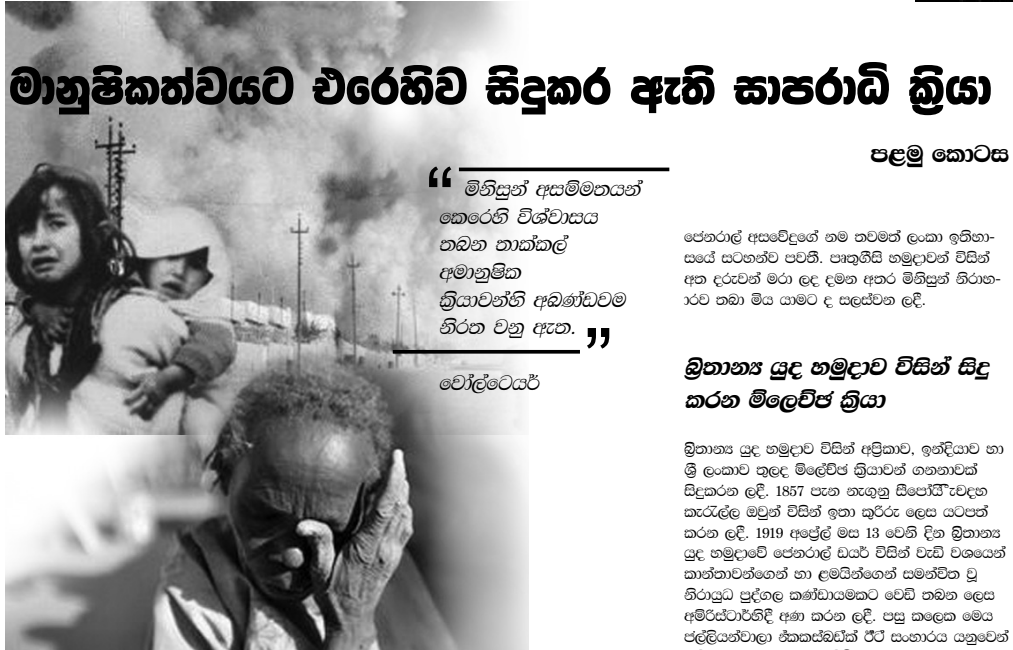 මානුෂිකත්වයට එරෙහිව සිදුකර ඇති සාපරාධි ක්‍රියා
පළමු කොටස
“ මිනිසුන් අසම්මතයන්
කෙරෙහි විශ්වාසය
තබන තාක්කල්
අමානුෂික
ක්‍රියාවන්හි අඛණ්ඩවම
නිරත වනු ඇත. ”
වෝල්ටෙයර්
ජෙනරාල් අසවේදුගේ නම තවමත් ලංකා ඉතිහා-
සයේ සටහන්ව පවතී. පෘතුගීසි හමුදාවන් විසින්
අත දරුවන් මරා ලද දමන අතර මිනිසුන් නිරාහ-
ාරව තබා මිය යාමට ද සලස්වන ලදී.
බ්‍රිතාන්‍ය යුද හමුදාව විසින් සිදු
කරන ම්ලෙච්ඡ ක්‍රියා
බ්‍රිතාන්‍ය යුද හමුදාව විසින් අප්‍රිකාව, ඉන්දියාව හා
ශ්‍රී ලංකාව තුලද ම්ලේච්ඡ ක්‍රියාවන් ගනනාවක්
සිදුකරන ලදී. 1857 පැන නැගුනු
කැරැල්ල ඔවුන් විසින් ඉතා කුරිරු ලෙස යටපත්
කරන ලදී. 1919 අප්‍රේල් මස 13 වෙනි දින බ්‍රිතාන්‍ය
යුද හමුදාවේ ජෙනරාල් ඩයර් විසින් වැඩි වශයෙන්
කාන්තාවන්ගෙන් හා ළමයින්ගෙන් සමන්විත වූ
නිරායුධ පුද්ගල කණ්ඩායමකට වෙඩි තබන ලෙස
අම්රිස්ටාර්හිදී අණ කරන ලදී. පසු කලෙක මෙය
ජල්ලියන්වාලා සංහාරය යනුවෙන්